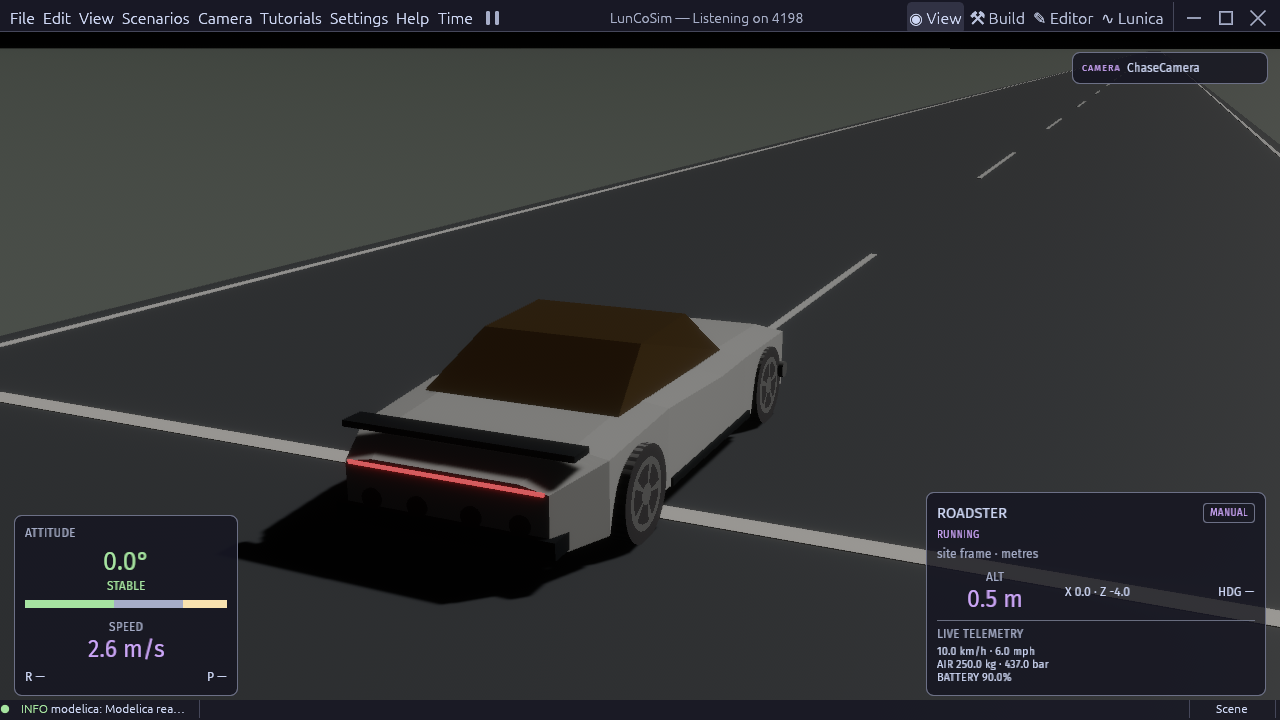 File Edit View Scenarios Camera Tutorials Settings Help Time
LunCoSim — Listening on 4198
View Build Editor Lunica
CAMERA ChaseCamera
ATTITUDE
0.0°
STABLE
SPEED
2.6 m/s
R — P —
ROADSTER MANUAL
RUNNING
site frame · metres
ALT
0.5 m X 0.0 · Z -4.0 HDG —
LIVE TELEMETRY
10.0 km/h · 6.0 mph
AIR 250.0 kg · 437.0 bar
BATTERY 90.0%
INFO modelica: Modelica rea... Scene